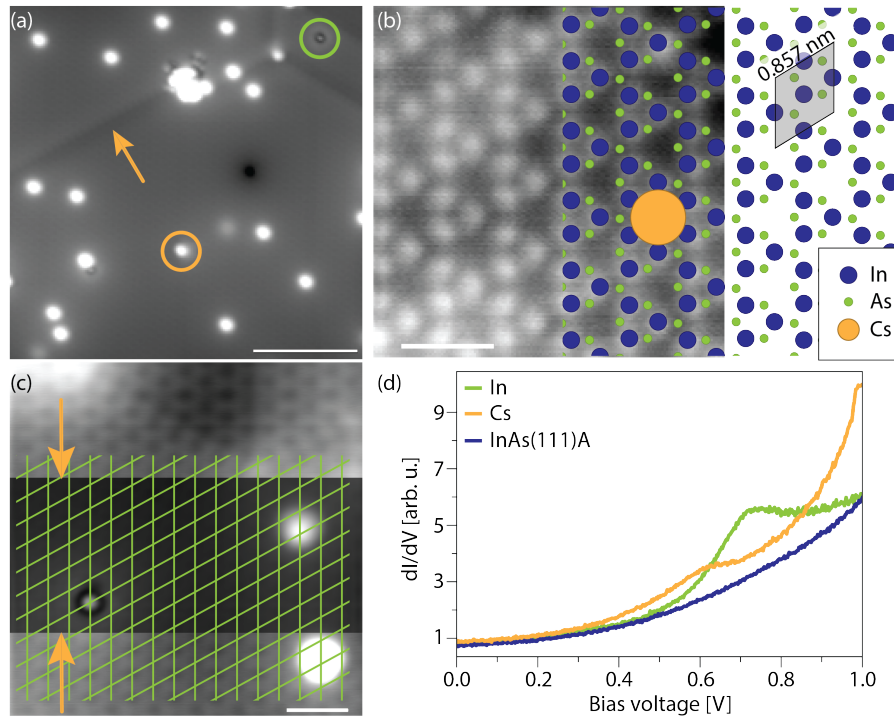 (a)
(b)
0.857 nm
In
As
Cs
(c)
(d)
In
Cs
InAs(111)A
dI/dV [arb. u.]
9
7
5
3
1
0.0 0.2 0.4 0.6 0.8 1.0
Bias voltage [V]